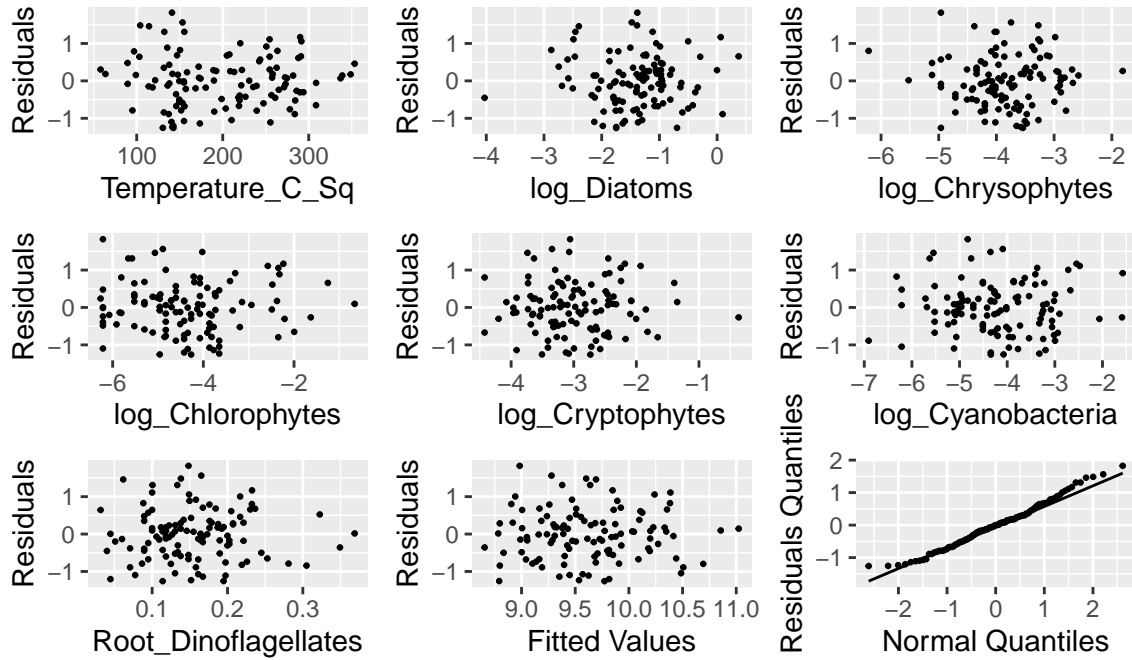 Residuals
1
0
−1
100 200 300
Temperature_C_Sq
Residuals
1
0
−1
−4 −3 −2 −1 0
log_Diatoms
Residuals
1
0
−1
−6 −5 −4 −3 −2
log_Chrysophytes
Residuals
1
0
−1
−6 −4 −2
log_Chlorophytes
Residuals
1
0
−1
−4 −3 −2 −1
log_Cryptophytes
Residuals
1
0
−1
−7 −6 −5 −4 −3 −2
log_Cyanobacteria
Residuals
1
0
−1
0.1 0.2 0.3
Root_Dinoflagellates
Residuals
1
0
−1
9.0 9.5 10.0 10.5 11.0
Fitted Values
Residuals Quantiles
2
1
0
−1
−2 −1 0 1 2
Normal Quantiles